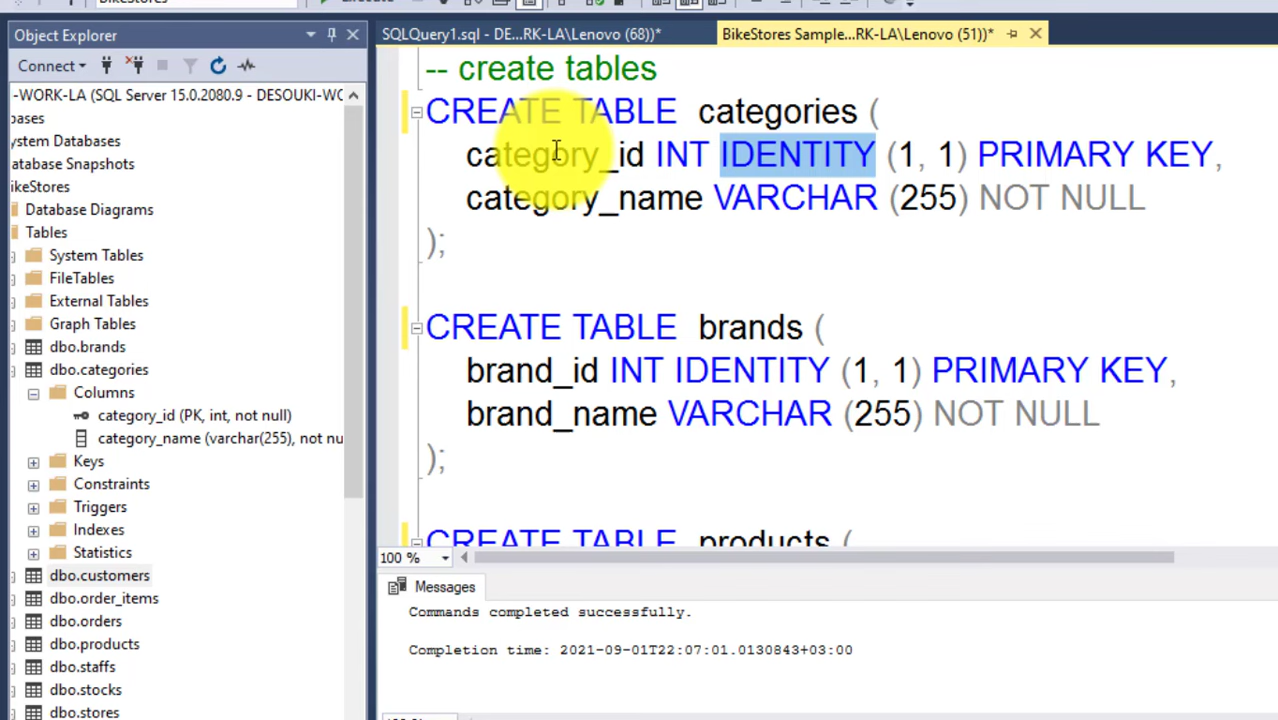 BikeStores
Execute
Object Explorer
Connect
-WORK-LA (SQL Server 15.0.2080.9 - DESOUKI-WO
bases
ystem Databases
atabase Snapshots
ikeStores
Database Diagrams
Tables
System Tables
FileTables
External Tables
Graph Tables
dbo.brands
dbo.categories
Columns
category_id (PK, int, not null)
category_name (varchar(255), not nu
Keys
Constraints
Triggers
Indexes
Statistics
dbo.customers
dbo.order_items
dbo.orders
dbo.products
dbo.staffs
dbo.stocks
dbo.stores
SQLQuery1.sql - DE...RK-LA\Lenovo (68))*
BikeStores Sample...RK-LA\Lenovo (51))*
-- create tables
CREATE TABLE categories (
category_id INT IDENTITY (1, 1) PRIMARY KEY,
category_name VARCHAR (255) NOT NULL
);
CREATE TABLE brands (
brand_id INT IDENTITY (1, 1) PRIMARY KEY,
brand_name VARCHAR (255) NOT NULL
);
CREATE TABLE products (
100 %
Messages
Commands completed successfully.
Completion time: 2021-09-01T22:07:01.0130843+03:00